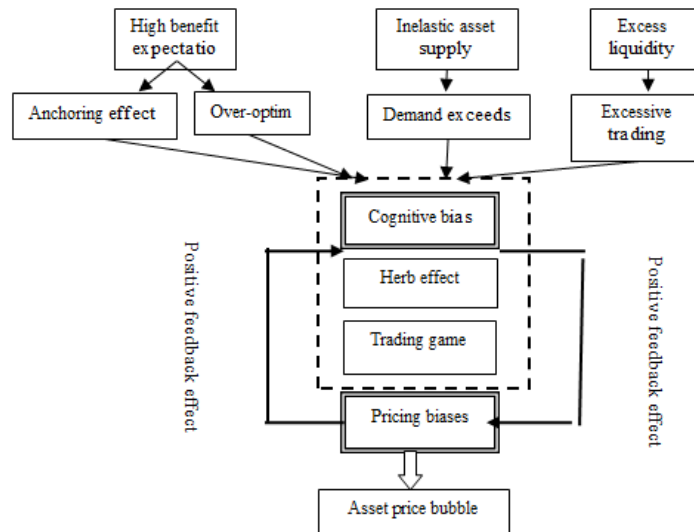 High benefit
expectatio
Inelastic asset
supply
Excess
liquidity
Anchoring effect
Over-optim
Demand exceeds
Excessive
trading
Cognitive bias
Positive feedback effect
Herb effect
Positive feedback effect
Trading game
Pricing biases
Asset price bubble